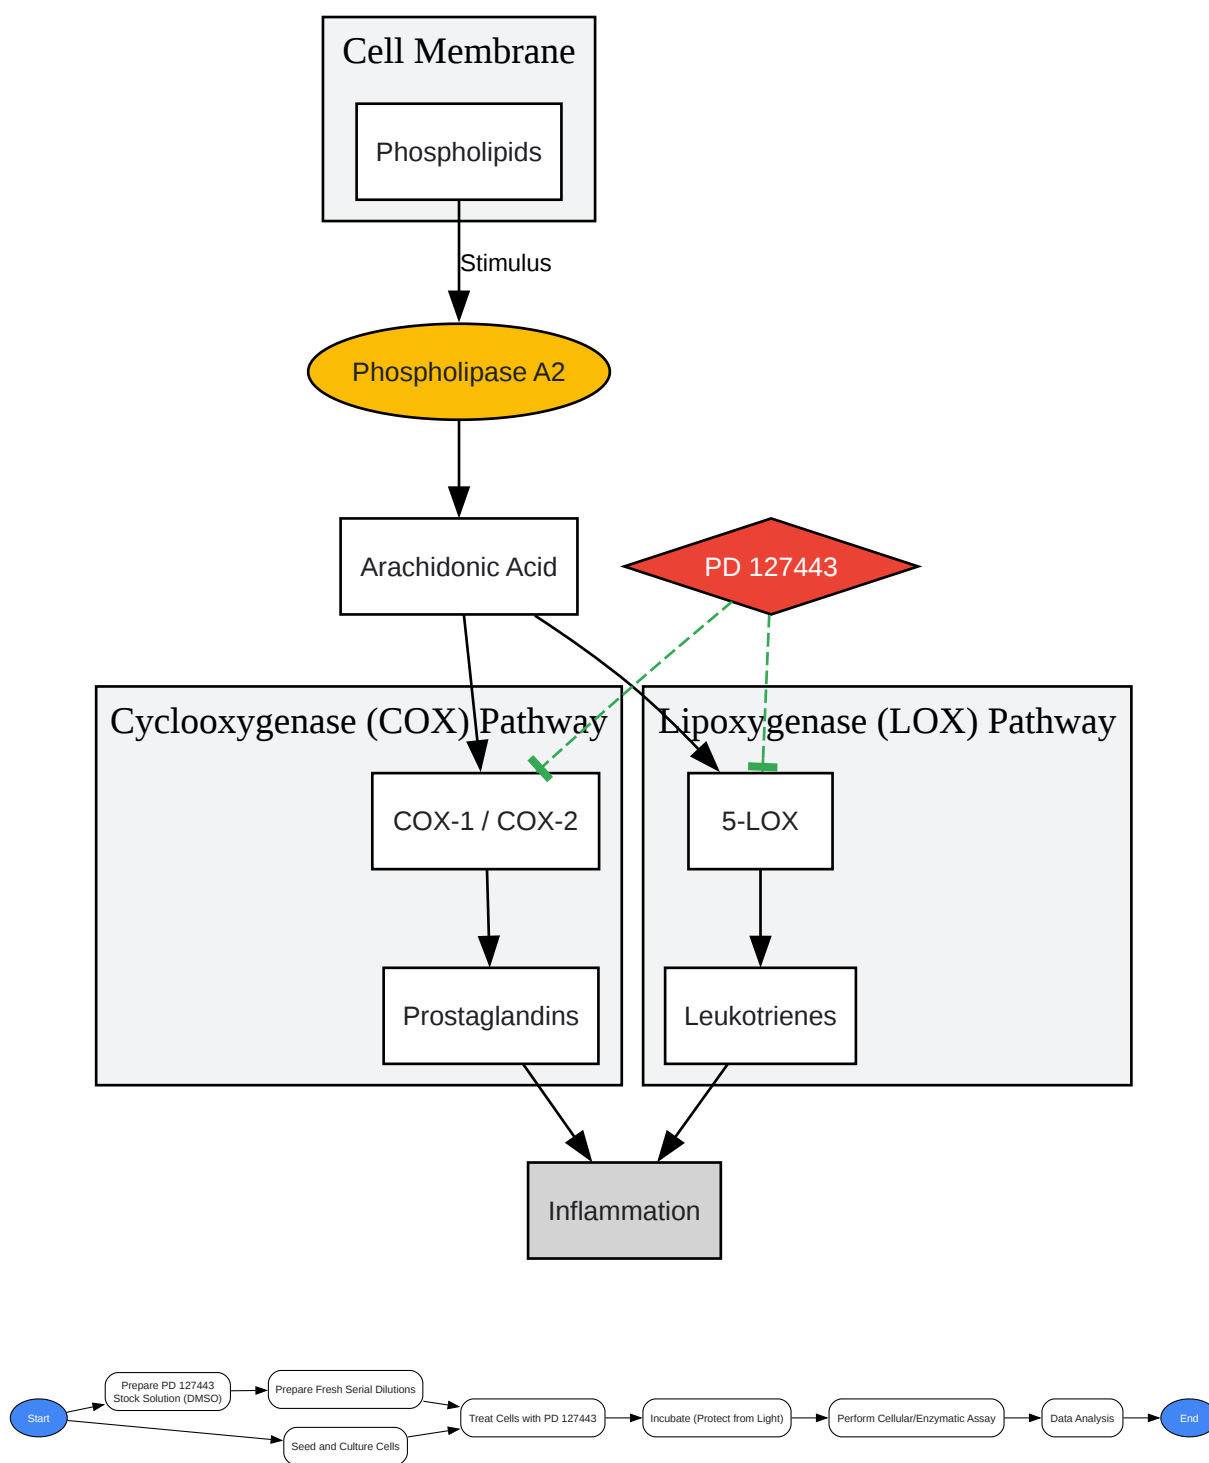 Cell Membrane
Phospholipids
Stimulus
Phospholipase A2
Arachidonic Acid
PD 127443
Cyclooxygenase (COX) Pathway
Lipoxygenase (LOX) Pathway
COX-1 / COX-2
5-LOX
Prostaglandins
Leukotrienes
Inflammation
Start
Prepare PD 127443
Stock Solution (DMSO)
Prepare Fresh Serial Dilutions
Seed and Culture Cells
Treat Cells with PD 127443
Incubate (Protect from Light)
Perform Cellular/Enzymatic Assay
Data Analysis
End